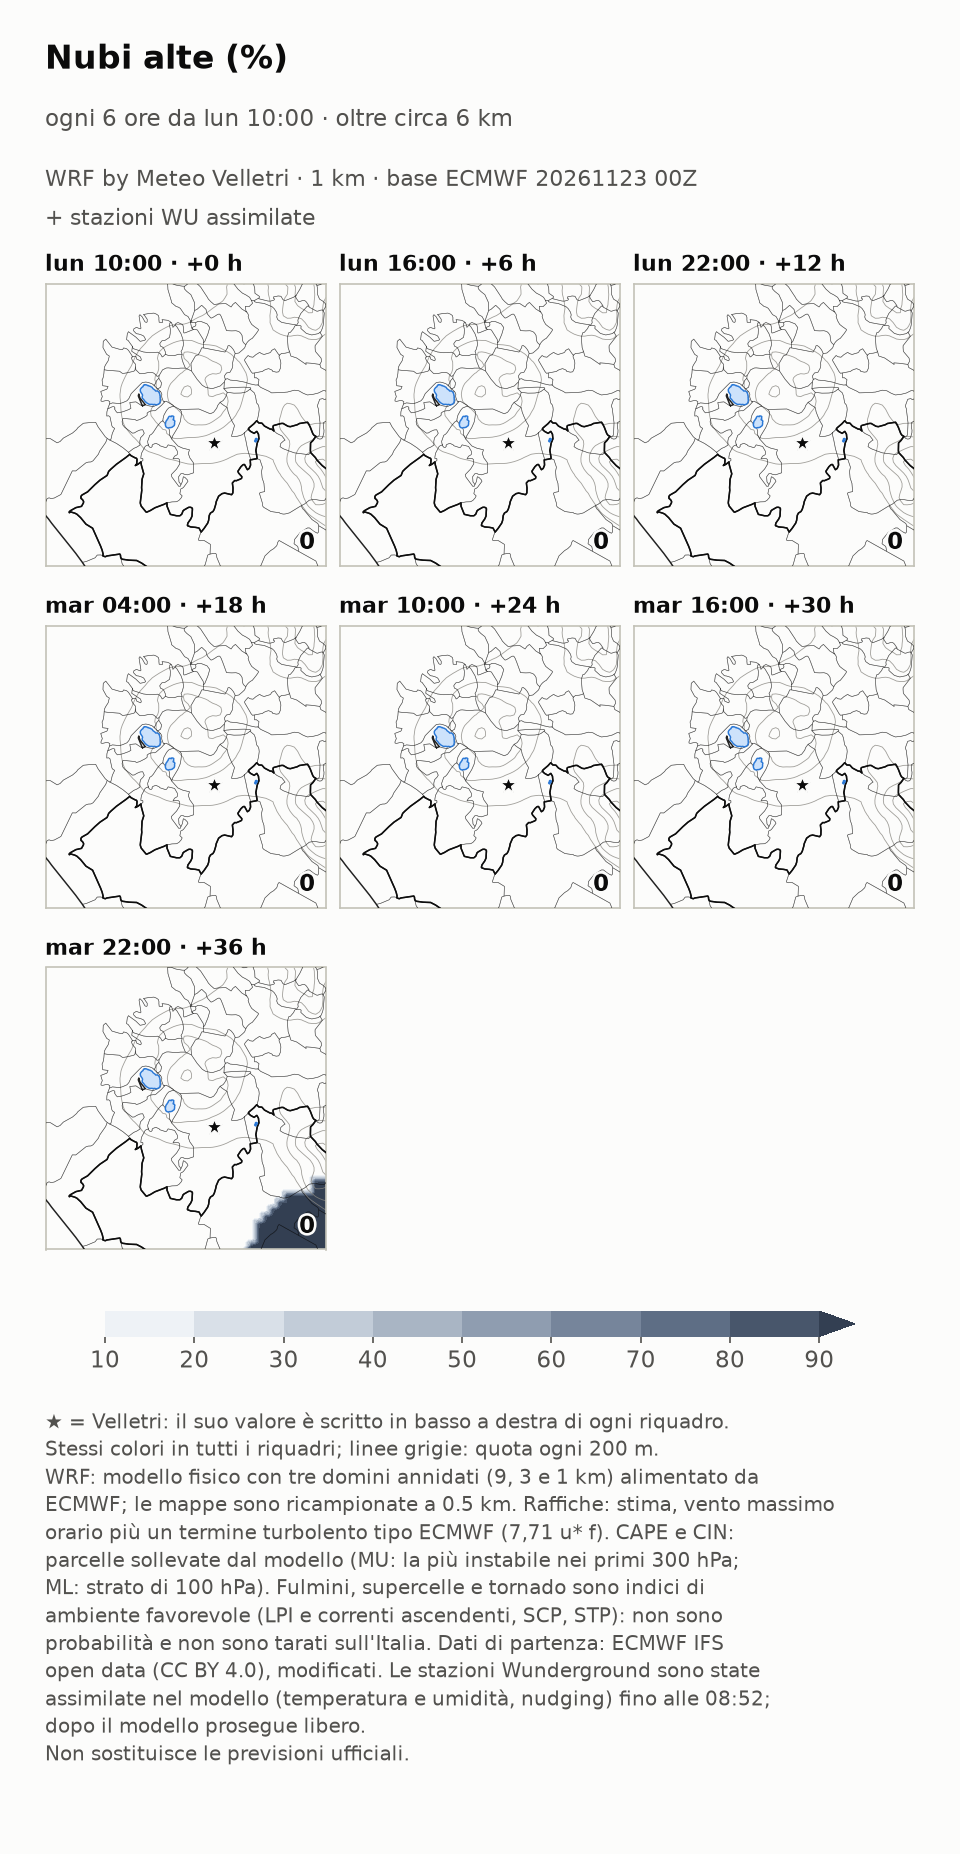 Nubi alte (%)
ogni 6 ore da lun 10:00 · oltre circa 6 km
WRF by Meteo Velletri · 1 km · base ECMWF 20261123 00Z
+ stazioni WU assimilate
lun 10:00 · +0 h
lun 16:00 · +6 h
lun 22:00 · +12 h
0
0
0
mar 04:00 · +18 h
mar 10:00 · +24 h
mar 16:00 · +30 h
0
0
0
mar 22:00 · +36 h
0
10 20 30 40 50 60 70 80 90
★ = Velletri: il suo valore è scritto in basso a destra di ogni riquadro.
Stessi colori in tutti i riquadri; linee grigie: quota ogni 200 m.
WRF: modello fisico con tre domini annidati (9, 3 e 1 km) alimentato da
ECMWF; le mappe sono ricampionate a 0.5 km. Raffiche: stima, vento massimo
orario più un termine turbolento tipo ECMWF (7,71 u* f). CAPE e CIN:
parcelle sollevate dal modello (MU: la più instabile nei primi 300 hPa;
ML: strato di 100 hPa). Fulmini, supercelle e tornado sono indici di
ambiente favorevole (LPI e correnti ascendenti, SCP, STP): non sono
probabilità e non sono tarati sull'Italia. Dati di partenza: ECMWF IFS
open data (CC BY 4.0), modificati. Le stazioni Wunderground sono state
assimilate nel modello (temperatura e umidità, nudging) fino alle 08:52;
dopo il modello prosegue libero.
Non sostituisce le previsioni ufficiali.